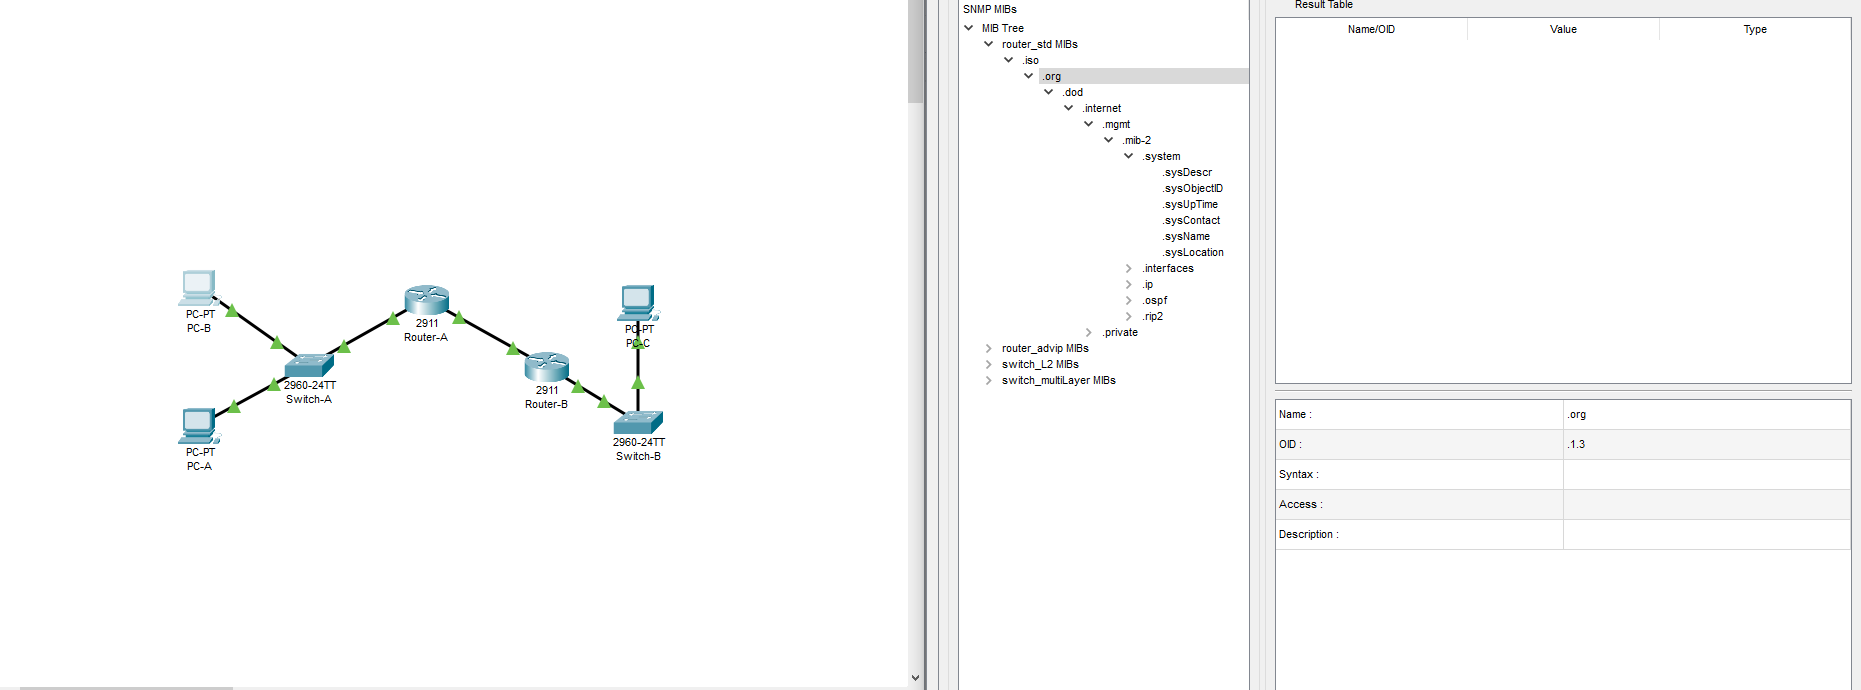 PC-PT
PC-B
2960-24TT
Switch-A
PC-PT
PC-A
2911
Router-A
2911
Router-B
PC-PT
PC-C
2960-24TT
Switch-B
SNMP MIBs
MIB Tree
router_std MIBs
.iso
.org
.dod
.internet
.mgmt
.mib-2
.system
.sysDescr
.sysObjectID
.sysUpTime
.sysContact
.sysName
.sysLocation
.interfaces
.ip
.ospf
.rip2
.private
router_advip MIBs
switch_L2 MIBs
switch_multiLayer MIBs
Result Table
Name/OID Value Type
Name : .org
OID : .1.3
Syntax :
Access :
Description :